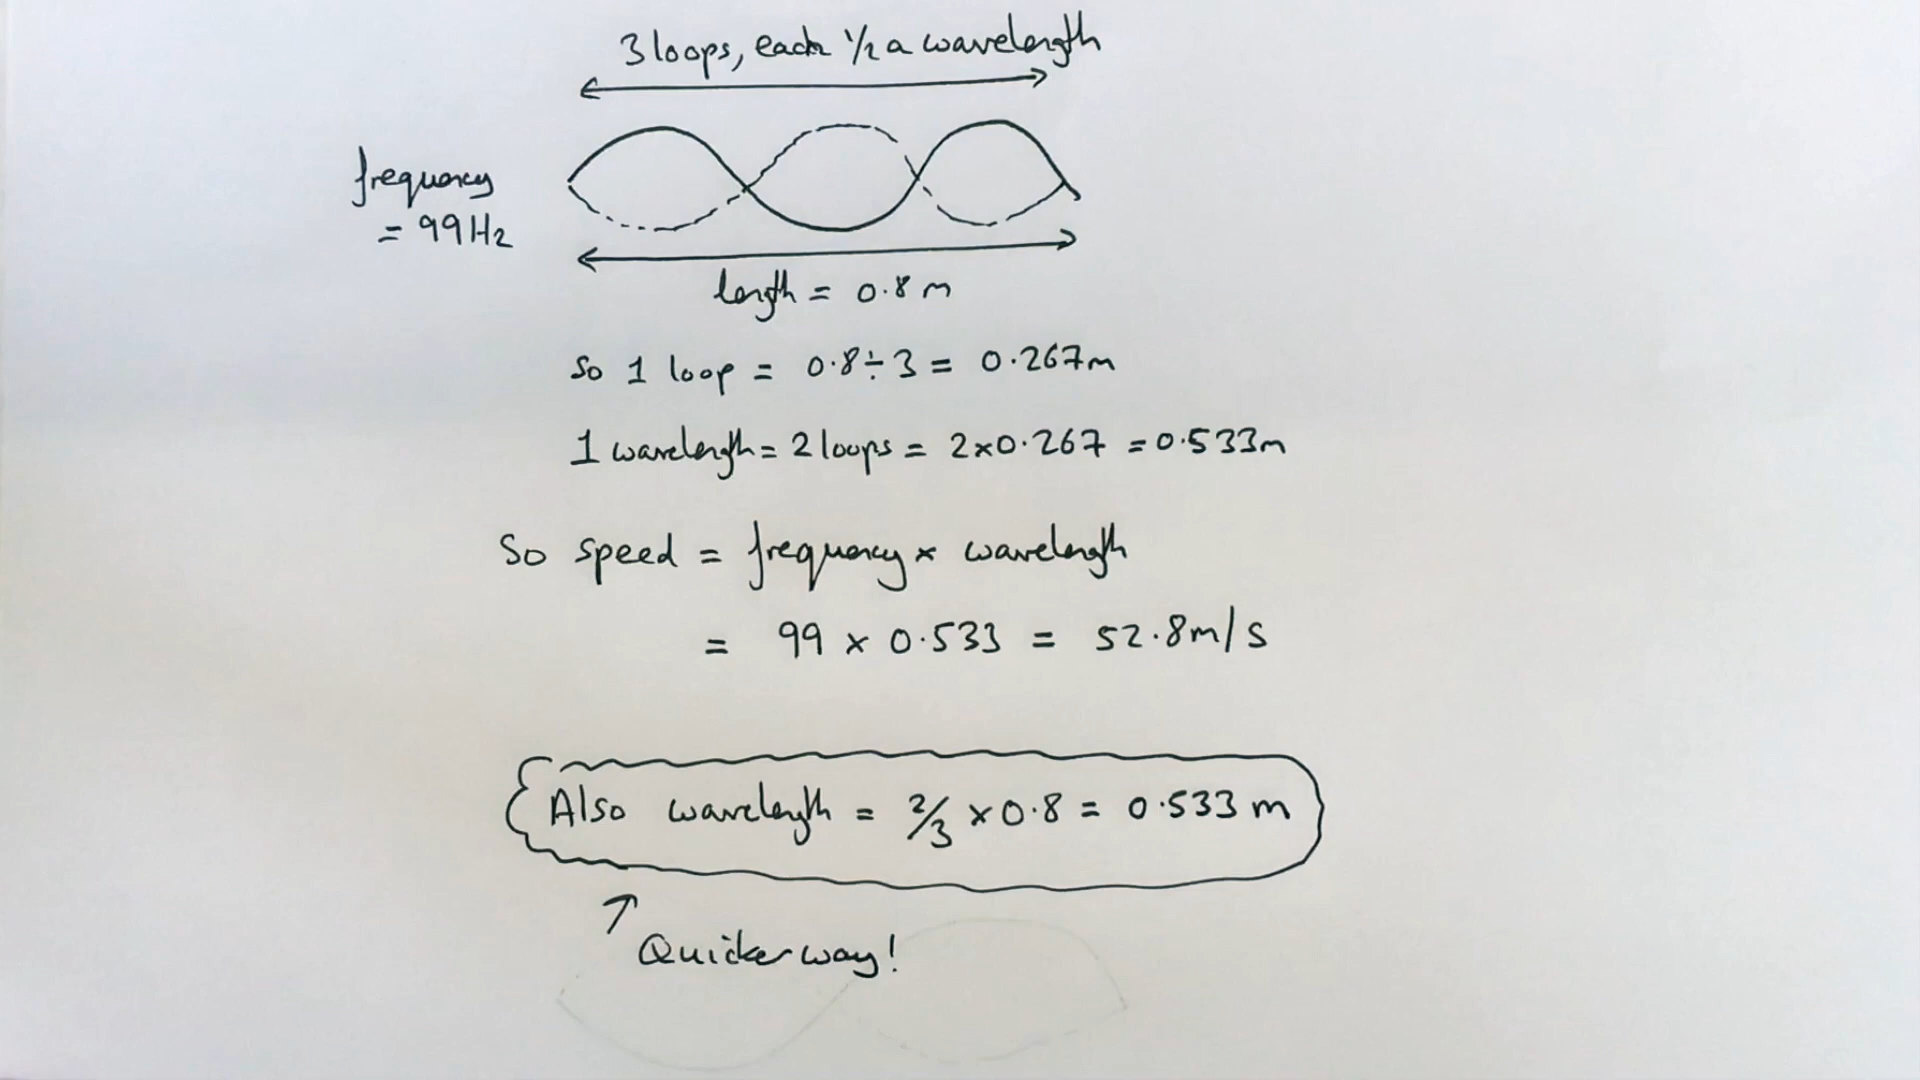 3 loops, each 1/2 a wavelength
frequency
= 99Hz
length = 0.8 m
So 1 loop = 0.8 ÷ 3 = 0.267m
1 wavelength = 2 loops = 2 x 0.267 = 0.533m
So speed = frequency x wavelength
= 99 x 0.533 = 52.8m/s
Also wavelength = 2/3 x 0.8 = 0.533 m
Quicker way!